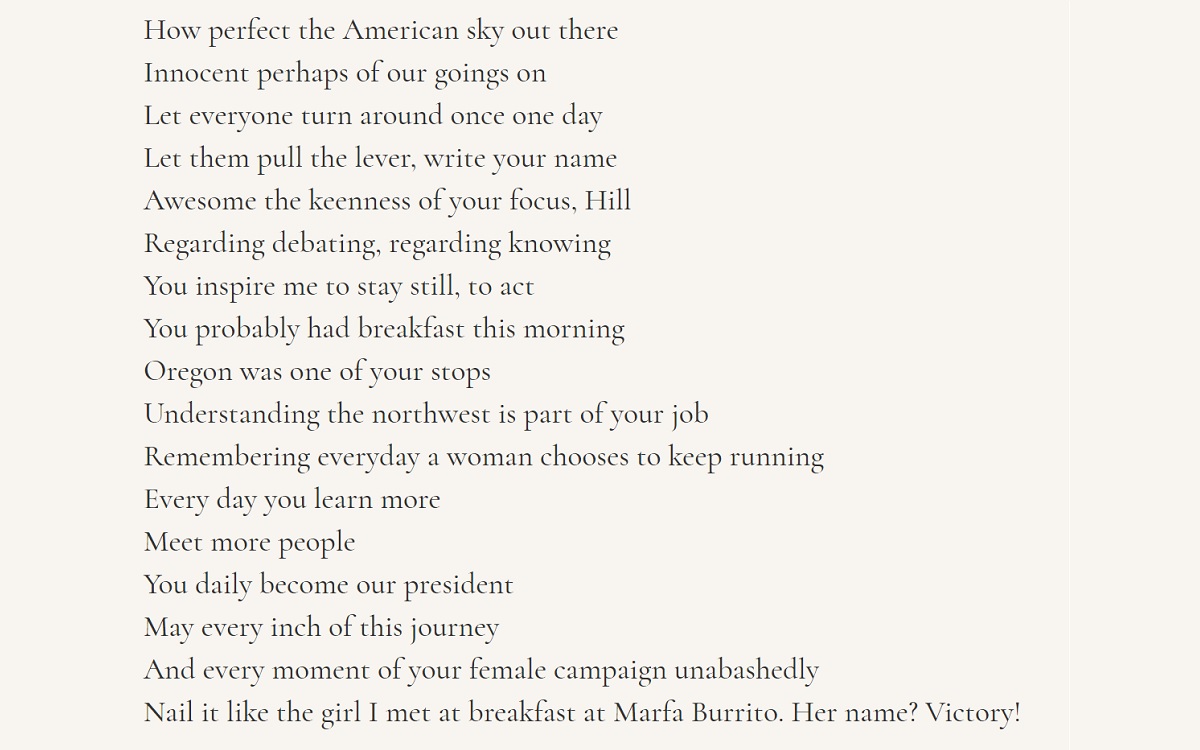 How perfect the American sky out there
Innocent perhaps of our goings on
Let everyone turn around once one day
Let them pull the lever, write your name
Awesome the keenness of your focus, Hill
Regarding debating, regarding knowing
You inspire me to stay still, to act
You probably had breakfast this morning
Oregon was one of your stops
Understanding the northwest is part of your job
Remembering everyday a woman chooses to keep running
Every day you learn more
Meet more people
You daily become our president
May every inch of this journey
And every moment of your female campaign unabashedly
Nail it like the girl I met at breakfast at Marfa Burrito. Her name? Victory!